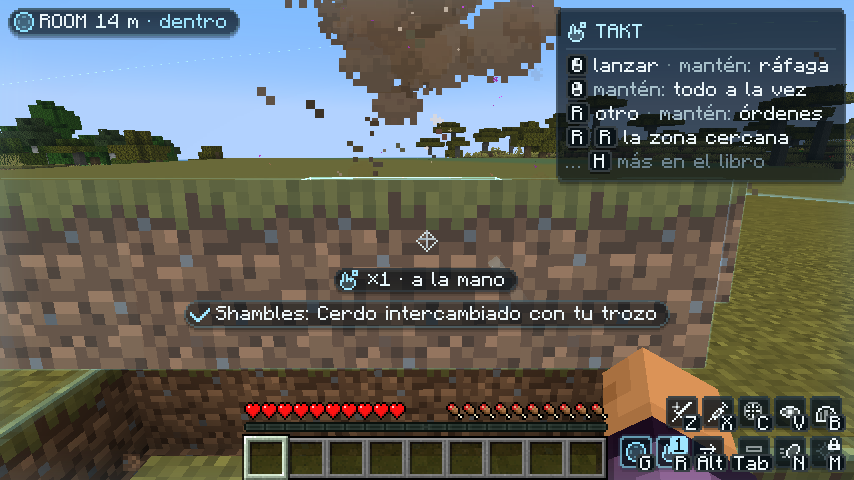 ROOM 14 m · dentro
TAKT
lanzar · mantén: ráfaga
mantén: todo a la vez
R otro · mantén: órdenes
R R la zona cercana
... H más en el libro
×1 · a la mano
Shambles: Cerdo intercambiado con tu trozo
Z X C V B
1
G R Alt Tab N M